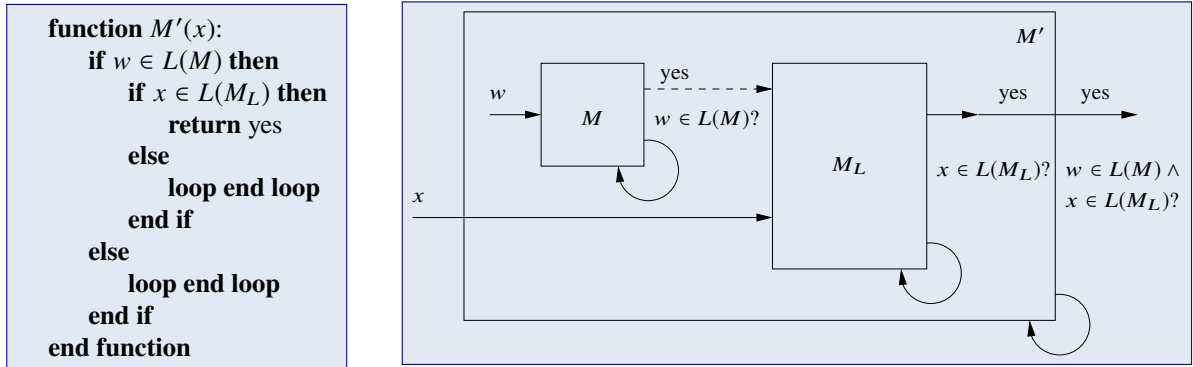 function M′(x):
if w ∈ L(M) then
if x ∈ L(M_L) then
return yes
else
loop end loop
end if
else
loop end loop
end if
end function
M′
w
M
yes
w ∈ L(M)?
x
M_L
yes
x ∈ L(M_L)?
yes
w ∈ L(M) ∧
x ∈ L(M_L)?